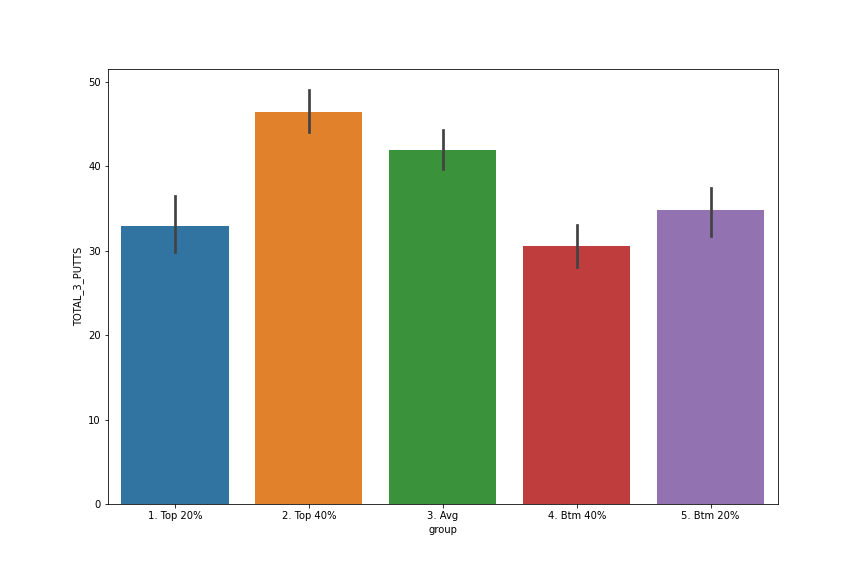 50
40
30
20
10
0
TOTAL_3_PUTTS
1. Top 20%
2. Top 40%
3. Avg
4. Btm 40%
5. Btm 20%
group